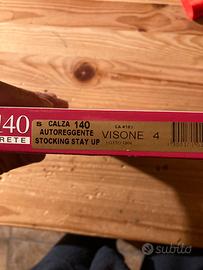 140
RETE
S CALZA 140
AUTOREGGENTE
STOCKING STAY UP
VISONE 4
subito